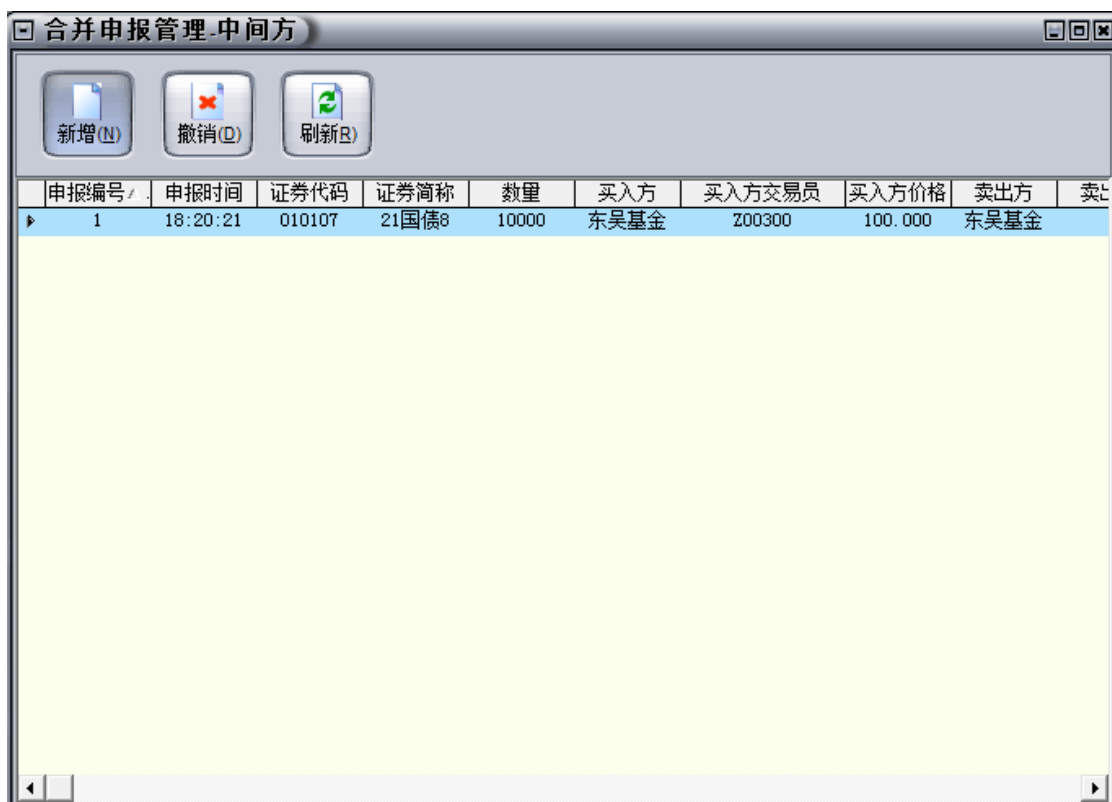 合并申报管理-中间方
新增(N) 撤销(D) 刷新R)
申报编号 申报时间 证券代码 证券简称 数量 买入方 买入方交易员 买入方价格 卖出方
1 18:20:21 010107 21国债8 10000 东吴基金 Z00300 100.000 东吴基金